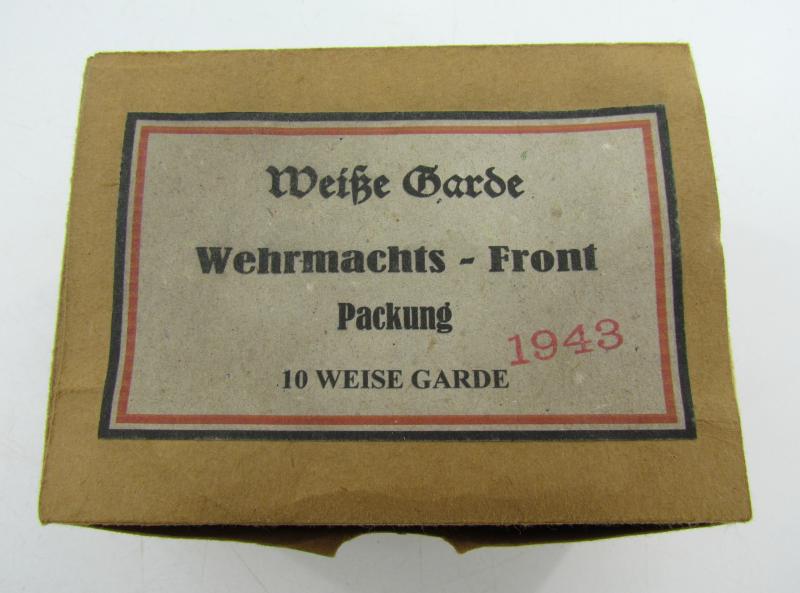 Weiße Garde
Wehrmachts - Front
Packung
1943
10 WEISE GARDE